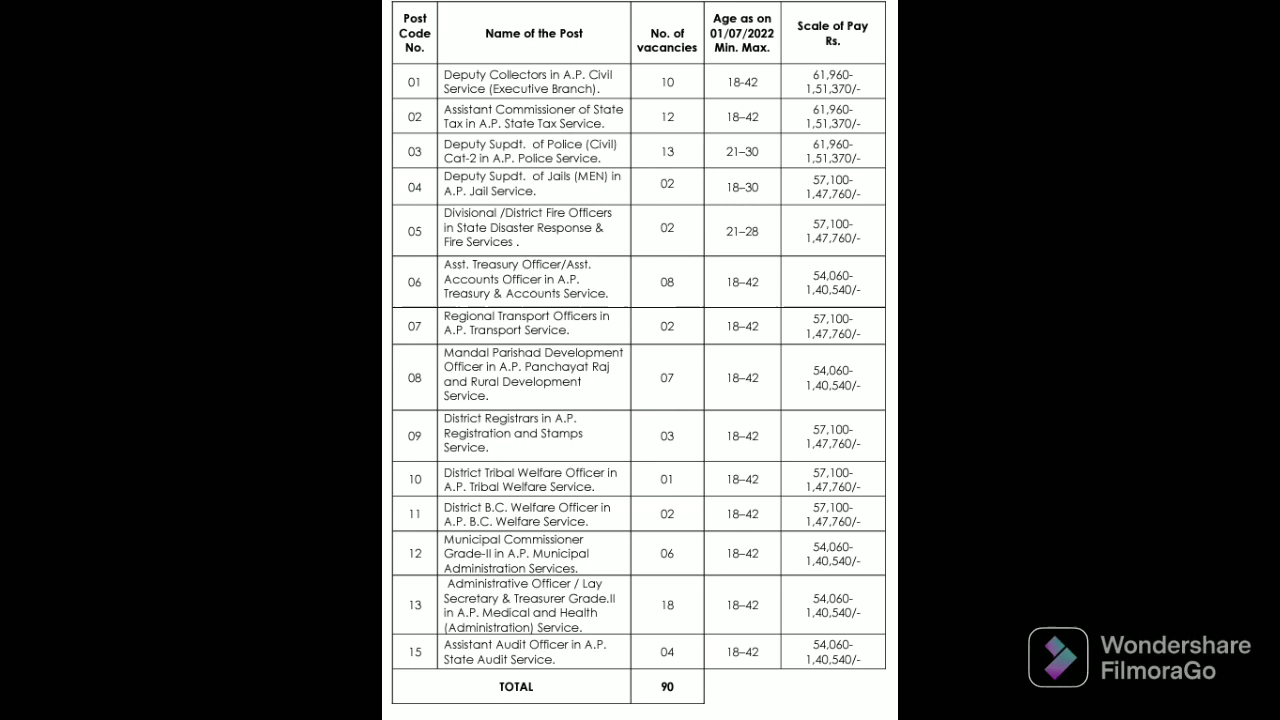 Post Code No. Name of the Post No. of vacancies Age as on 01/07/2022 Min. Max. Scale of Pay Rs.
01 Deputy Collectors in A.P. Civil Service (Executive Branch). 10 18-42 61,960-1,51,370/-
02 Assistant Commissioner of State Tax in A.P. State Tax Service. 12 18–42 61,960-1,51,370/-
03 Deputy Supdt. of Police (Civil) Cat-2 in A.P. Police Service. 13 21–30 61,960-1,51,370/-
04 Deputy Supdt. of Jails (MEN) in A.P. Jail Service. 02 18–30 57,100-1,47,760/-
05 Divisional /District Fire Officers in State Disaster Response & Fire Services . 02 21–28 57,100-1,47,760/-
06 Asst. Treasury Officer/Asst. Accounts Officer in A.P. Treasury & Accounts Service. 08 18–42 54,060-1,40,540/-
07 Regional Transport Officers in A.P. Transport Service. 02 18–42 57,100-1,47,760/-
08 Mandal Parishad Development Officer in A.P. Panchayat Raj and Rural Development Service. 07 18–42 54,060-1,40,540/-
09 District Registrars in A.P. Registration and Stamps Service. 03 18–42 57,100-1,47,760/-
10 District Tribal Welfare Officer in A.P. Tribal Welfare Service. 01 18–42 57,100-1,47,760/-
11 District B.C. Welfare Officer in A.P. B.C. Welfare Service. 02 18–42 57,100-1,47,760/-
12 Municipal Commissioner Grade-II in A.P. Municipal Administration Services. 06 18–42 54,060-1,40,540/-
13 Administrative Officer / Lay Secretary & Treasurer Grade.II in A.P. Medical and Health (Administration) Service. 18 18–42 54,060-1,40,540/-
15 Assistant Audit Officer in A.P. State Audit Service. 04 18–42 54,060-1,40,540/-
TOTAL 90
Wondershare
FilmoraGo